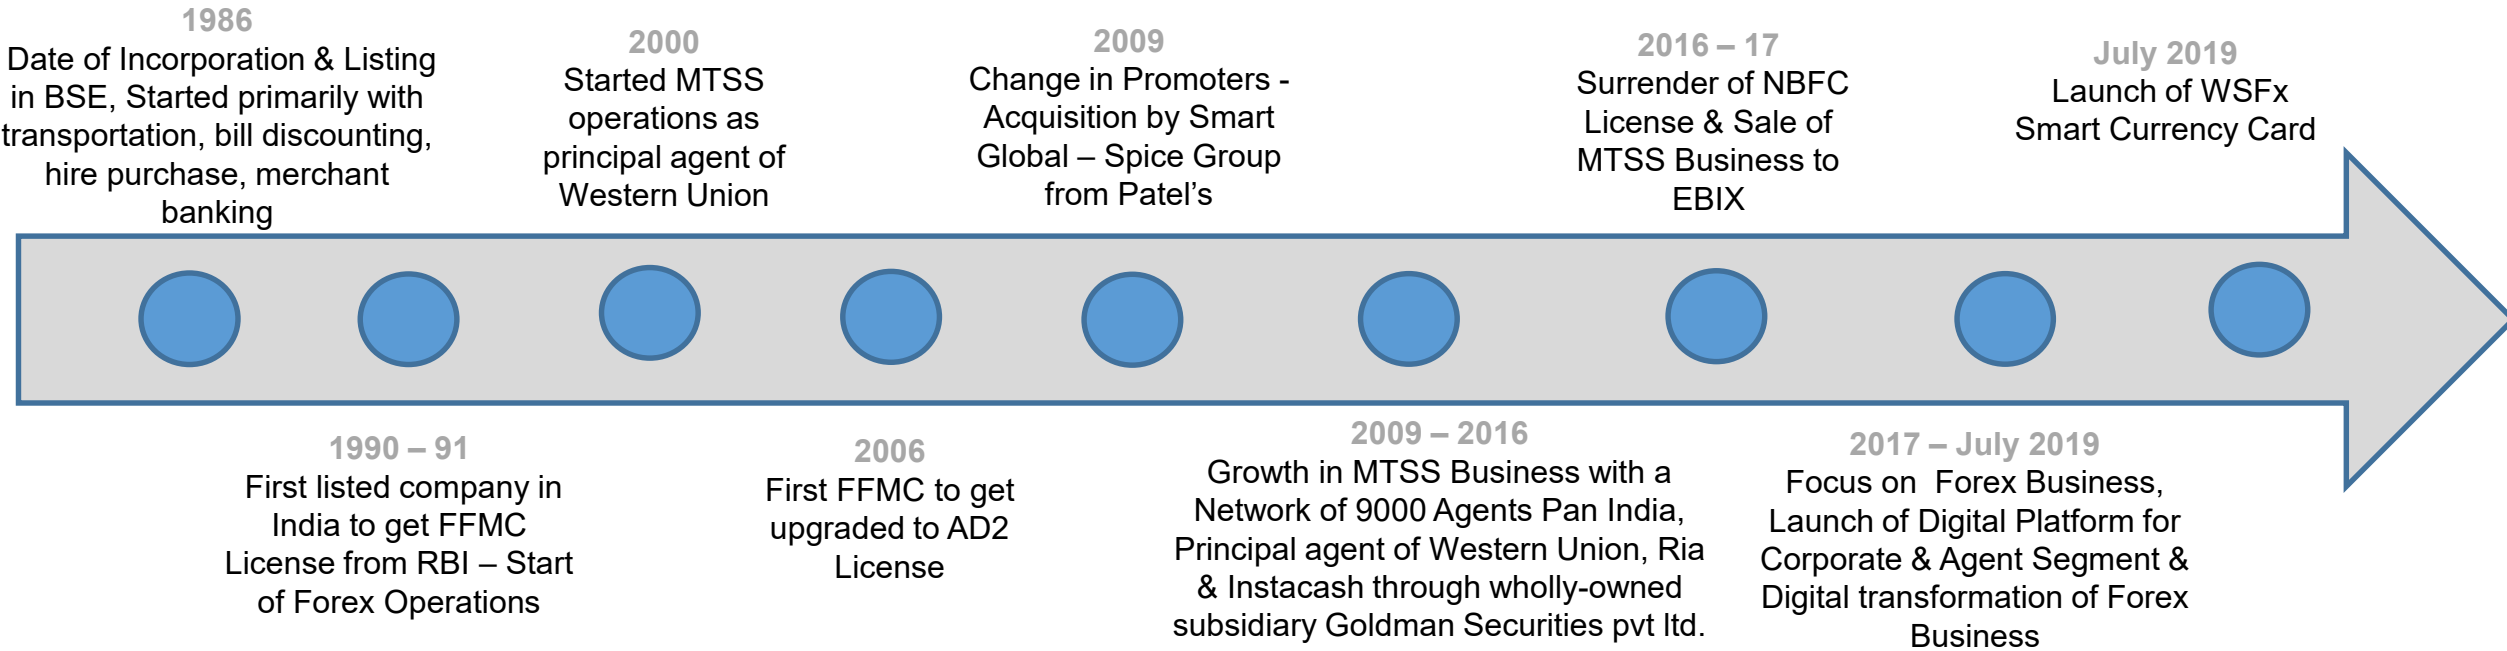 1986
Date of Incorporation & Listing
in BSE, Started primarily with
transportation, bill discounting,
hire purchase, merchant
banking
1990 – 91
First listed company in
India to get FFMC
License from RBI – Start
of Forex Operations
2000
Started MTSS
operations as
principal agent of
Western Union
2006
First FFMC to get
upgraded to AD2
License
2009
Change in Promoters -
Acquisition by Smart
Global – Spice Group
from Patel’s
2009 – 2016
Growth in MTSS Business with a
Network of 9000 Agents Pan India,
Principal agent of Western Union, Ria
& Instacash through wholly-owned
subsidiary Goldman Securities pvt ltd.
2016 – 17
Surrender of NBFC
License & Sale of
MTSS Business to
EBIX
2017 – July 2019
Focus on  Forex Business,
Launch of Digital Platform for
Corporate & Agent Segment &
Digital transformation of Forex
Business
July 2019
Launch of WSFx
Smart Currency Card